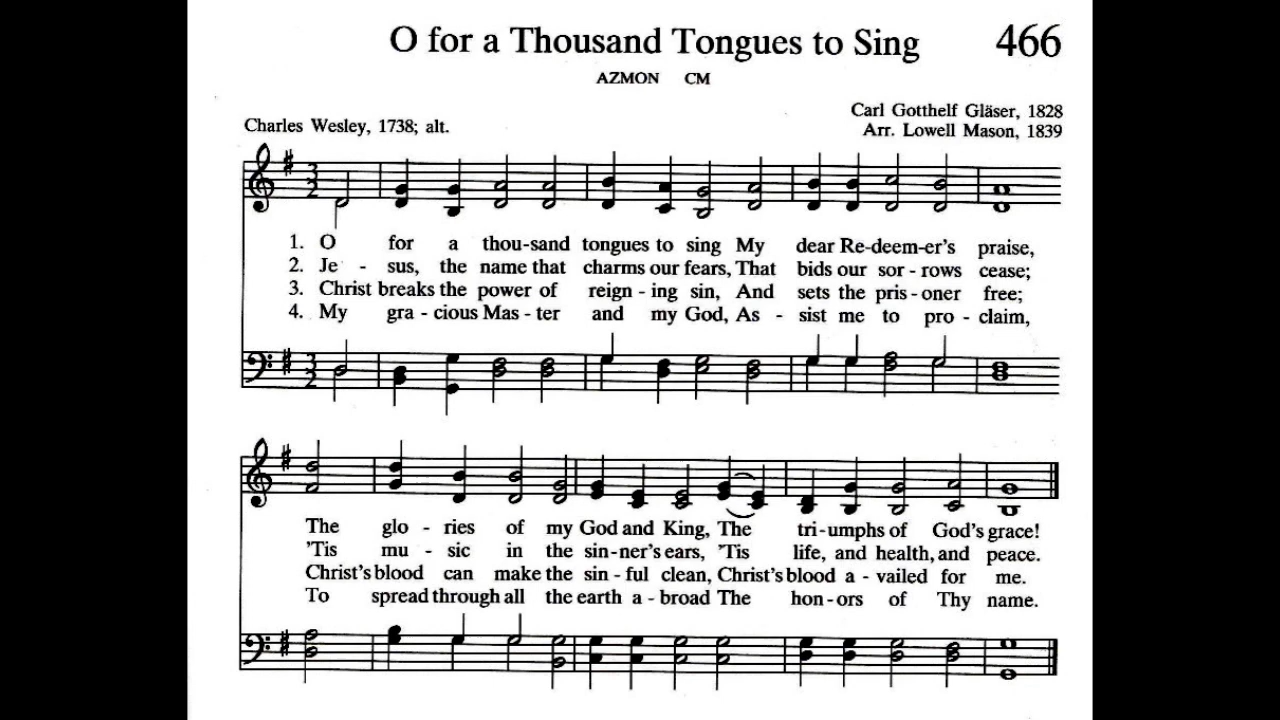 O for a Thousand Tongues to Sing 466
AZMON CM
Carl Gotthelf Gläser, 1828
Charles Wesley, 1738; alt.
Arr. Lowell Mason, 1839
3
2
1. O for a thou-sand tongues to sing My dear Re-deem-er's praise,
2. Je - sus, the name that charms our fears, That bids our sor - rows cease;
3. Christ breaks the power of reign - ing sin, And sets the pris - oner free;
4. My gra - cious Mas - ter and my God, As - sist me to pro - claim,
3
2
The glo - ries of my God and King, The tri-umphs of God's grace!
'Tis mu - sic in the sin-ner's ears, 'Tis life, and health, and peace.
Christ's blood can make the sin - ful clean, Christ's blood a - vailed for me.
To spread through all the earth a - broad The hon - ors of Thy name.